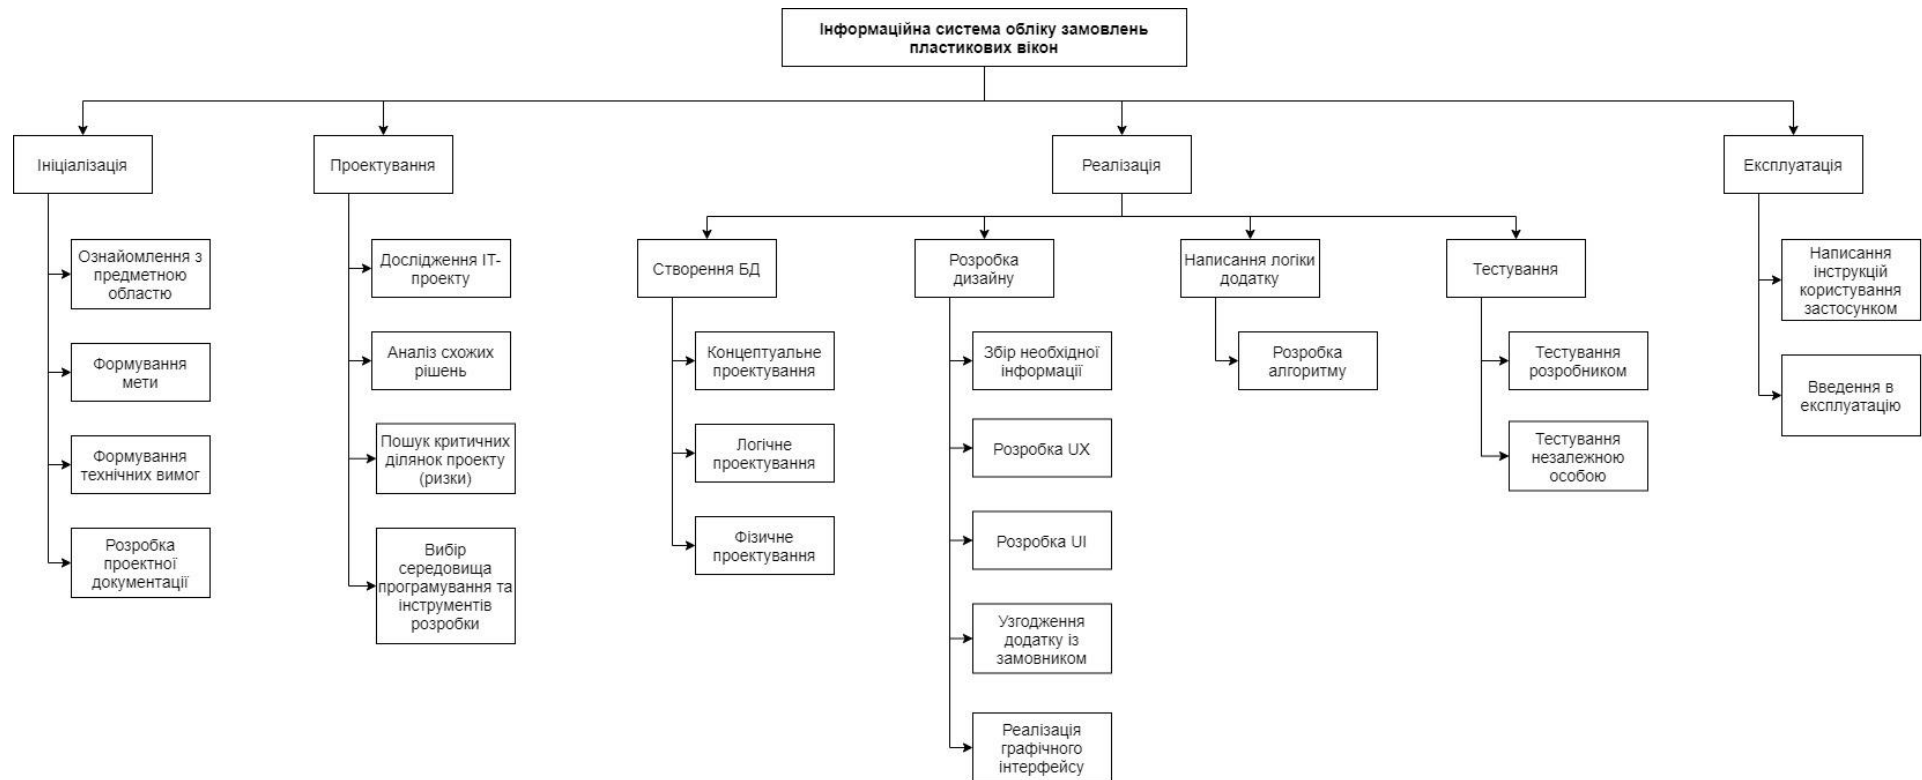 Інформаційна система обліку замовлень
пластикових вікон
Ініціалізація
Проектування
Реалізація
Експлуатація
Ознайомлення з
предметною
областю
Формування
мети
Формування
технічних вимог
Розробка
проектної
документації
Дослідження ІТ-
проекту
Аналіз схожих
рішень
Пошук критичних
ділянок проекту
(ризки)
Вибір
середовища
програмування та
інструментів
розробки
Створення БД
Концептуальне
проектування
Логічне
проектування
Фізичне
проектування
Розробка
дизайну
Збір необхідної
інформації
Розробка UX
Розробка UI
Узгодження
додатку із
замовником
Реалізація
графічного
інтерфейсу
Написання логіки
додатку
Розробка
алгоритму
Тестування
Тестування
розробником
Тестування
незалежною
особою
Написання
інструкцій
користування
застосунком
Введення в
експлуатацію